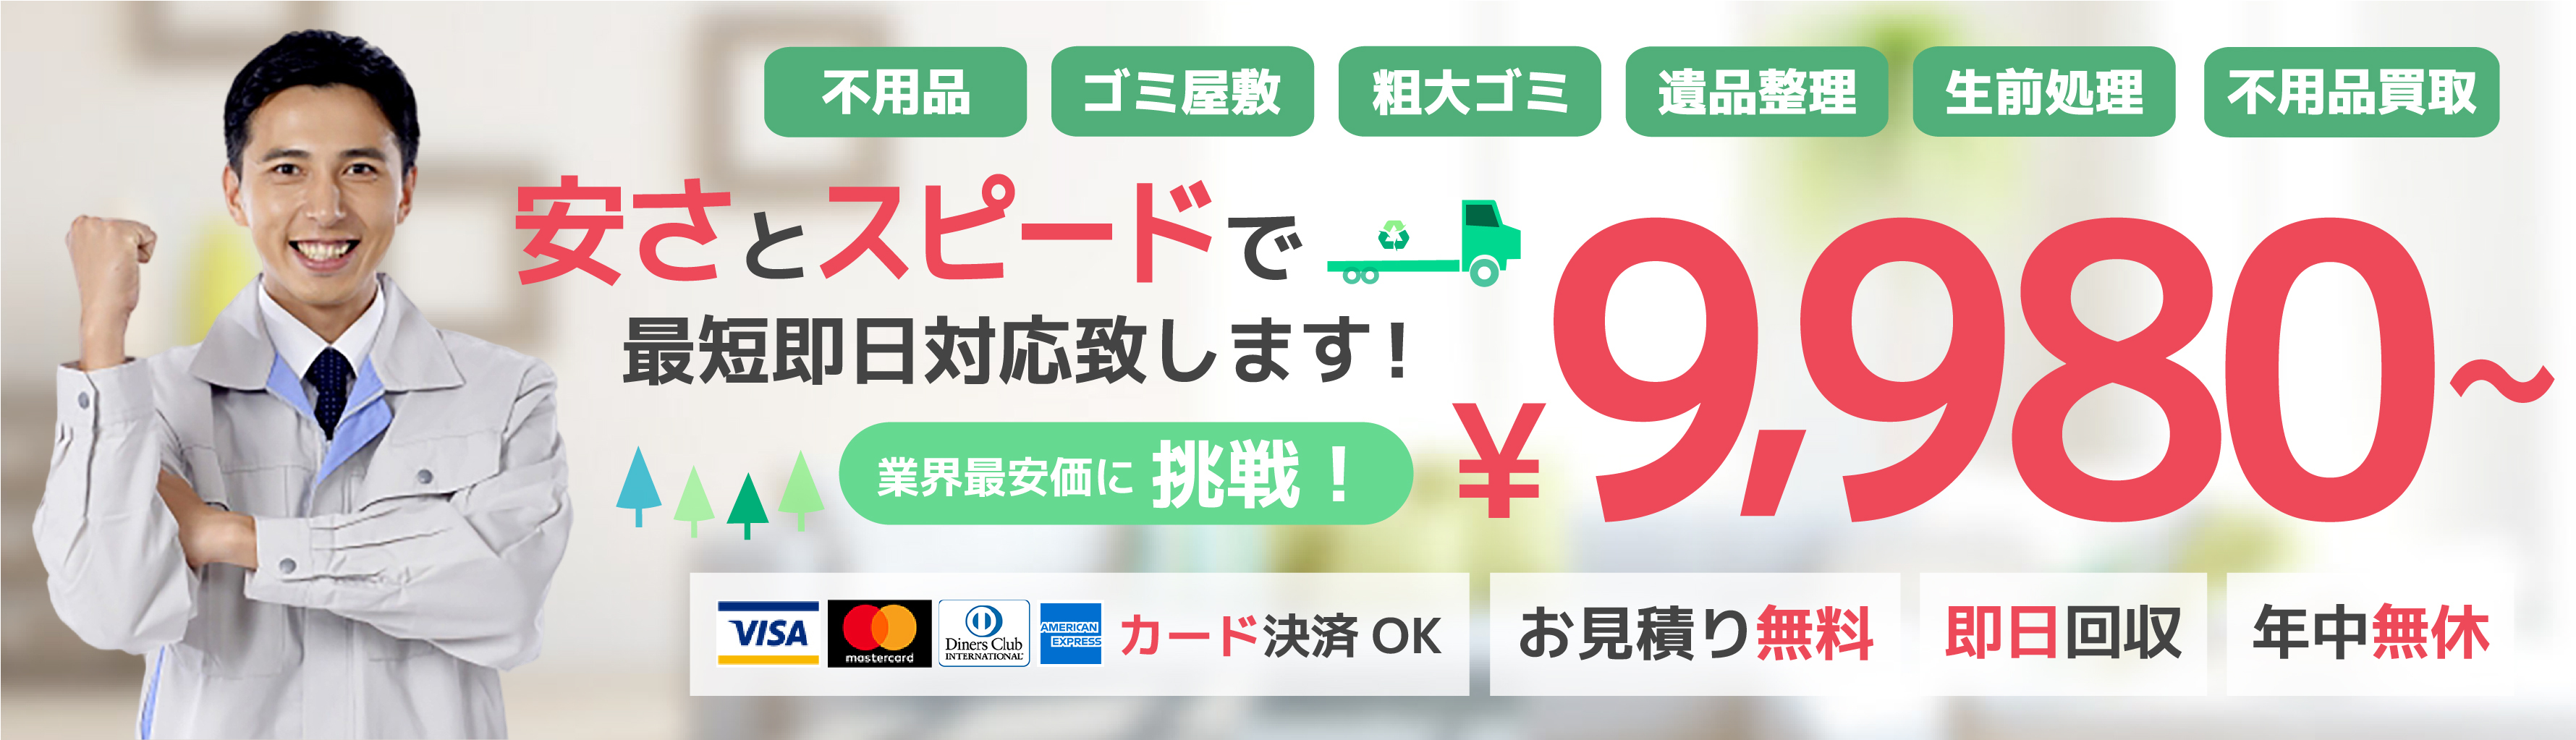 不用品 ゴミ屋敷 粗大ゴミ 遺品整理 生前処理 不用品買取
安さとスピードで
最短即日対応致します！
業界最安価に 挑戦！
¥9,980～
VISA
mastercard
Diners Club
INTERNATIONAL
AMERICAN
EXPRESS
カード決済 OK
お見積り無料
即日回収
年中無休